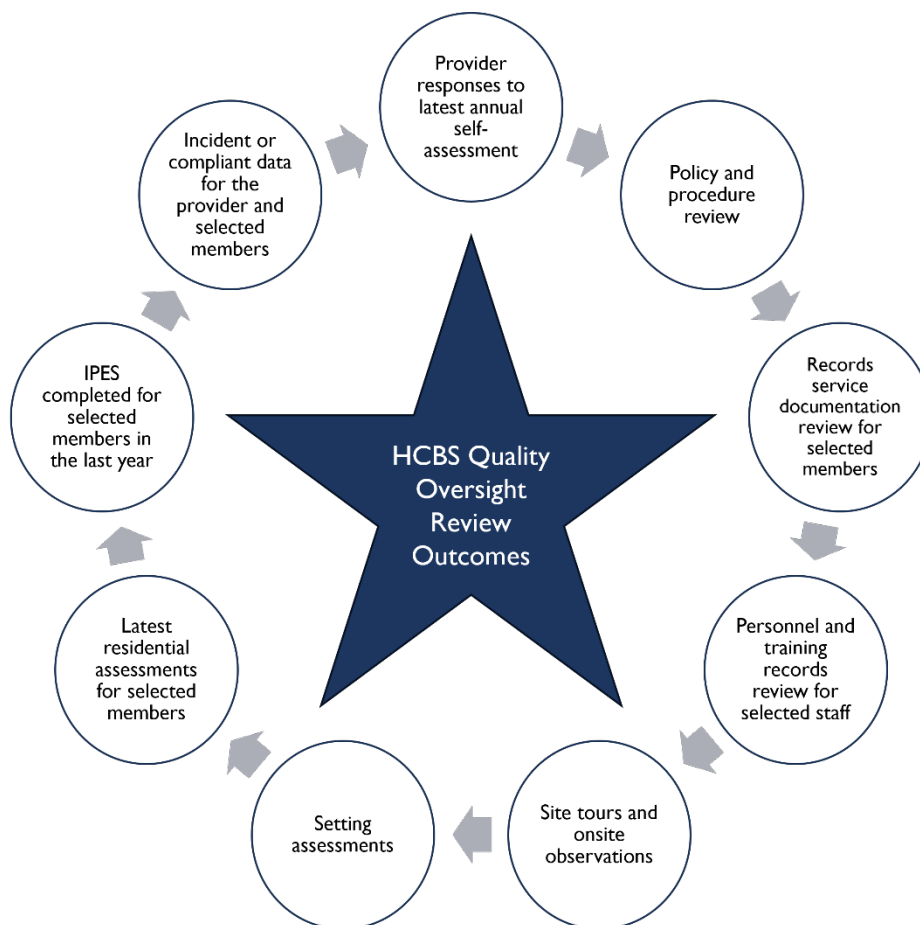 Provider
responses to
latest annual
self-
assessment
Policy and
procedure
review
Records
service
documentation
review for
selected
members
Personnel and
training
records
review for
selected staff
Site tours and
onsite
observations
Setting
assessments
Latest
residential
assessments
for selected
members
IPES
completed for
selected
members in
the last year
Incident or
compliant data
for the
provider and
selected
members
HCBS Quality
Oversight
Review
Outcomes